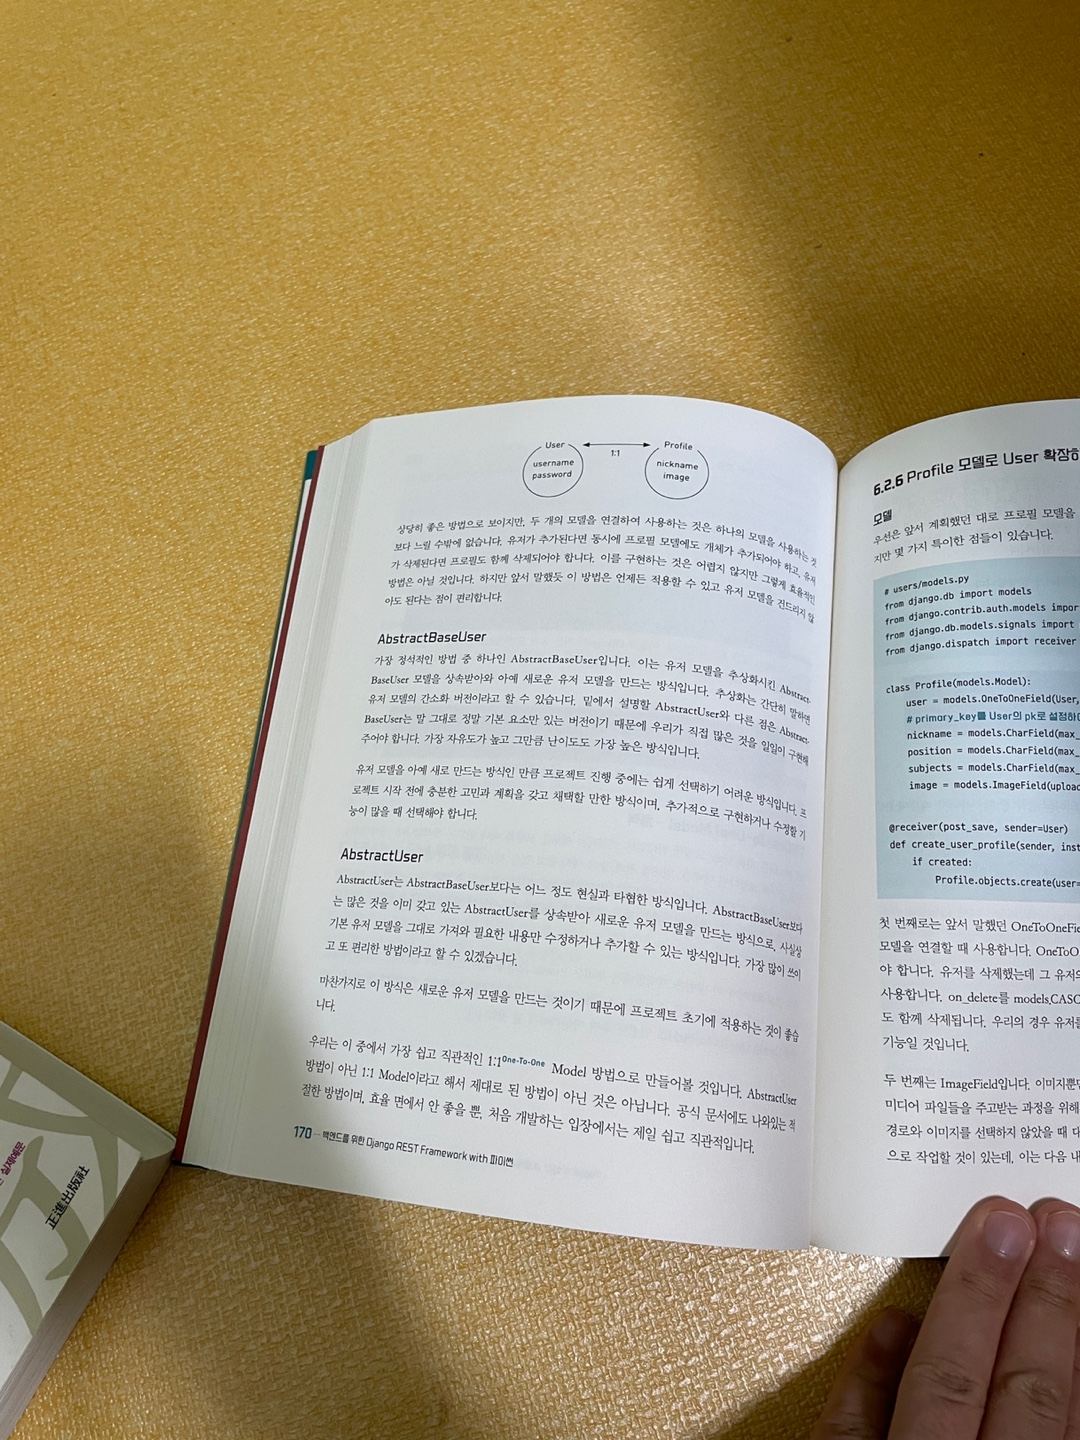 User
1:1
Profile
username
password
nickname
image
상당히 좋은 방법으로 보이지만, 두 개의 모델을 연결하여 사용하는 것은 하나의 모델을 사용하는 것
보다 느릴 수밖에 없습니다. 유저가 추가된다면 동시에 프로필 모델에도 개체가 추가되어야 하고, 유저
가 삭제된다면 프로필도 함께 삭제되어야 합니다. 이를 구현하는 것은 어렵지 않지만 그렇게 효율적인
방법은 아닐 것입니다. 하지만 앞서 말했듯 이 방법은 언제든 적용할 수 있고 유저 모델을 건드리지 않
아도 된다는 점이 편리합니다.
AbstractBaseUser
가장 정석적인 방법 중 하나인 AbstractBaseUser입니다. 이는 유저 모델을 추상화시킨 Abstract-
BaseUser 모델을 상속받아와 아예 새로운 유저 모델을 만드는 방식입니다. 추상화는 간단히 말하면
유저 모델의 간소화 버전이라고 할 수 있습니다. 밑에서 설명할 AbstractUser와 다른 점은 Abstract-
BaseUser는 말 그대로 정말 기본 요소만 있는 버전이기 때문에 우리가 직접 많은 것을 일일이 구현해
주어야 합니다. 가장 자유도가 높고 그만큼 난이도도 가장 높은 방식입니다.
유저 모델을 아예 새로 만드는 방식인 만큼 프로젝트 진행 중에는 쉽게 선택하기 어려운 방식입니다. 프
로젝트 시작 전에 충분한 고민과 계획을 갖고 채택할 만한 방식이며, 추가적으로 구현하거나 수정할 기
능이 많을 때 선택해야 합니다.
AbstractUser
AbstractUser는 AbstractBaseUser보다는 어느 정도 현실과 타협한 방식입니다. AbstractBaseUser보다
는 많은 것을 이미 갖고 있는 AbstractUser를 상속받아 새로운 유저 모델을 만드는 방식으로, 사실상
기본 유저 모델을 그대로 가져와 필요한 내용만 수정하거나 추가할 수 있는 방식입니다. 가장 많이 쓰이
고 또 편리한 방법이라고 할 수 있겠습니다.
마찬가지로 이 방식은 새로운 유저 모델을 만드는 것이기 때문에 프로젝트 초기에 적용하는 것이 좋습
니다.
우리는 이 중에서 가장 쉽고 직관적인 1:1One-To-One Model 방법으로 만들어볼 것입니다. AbstractUser
방법이 아닌 1:1 Model이라고 해서 제대로 된 방법이 아닌 것은 아닙니다. 공식 문서에도 나와있는 적
절한 방법이며, 효율 면에서 안 좋을 뿐, 처음 개발하는 입장에서는 제일 쉽고 직관적입니다.
170 백엔드를 위한 Django REST Framework with 파이썬
6.2.6 Profile 모델로 User 확장하
모델
우선은 앞서 계획했던 대로 프로필 모델을
지만 몇 가지 특이한 점들이 있습니다.
# users/models.py
from django.db import models
from django.contrib.auth.models impor
from django.db.models.signals import
from django.dispatch import receiver
class Profile(models.Model):
user = models.OneToOneField(User,
# primary_key를 User의 pk로 설정하
nickname = models.CharField(max_
position = models.CharField(max_
subjects = models.CharField(max_
image = models.ImageField(upload
@receiver(post_save, sender=User)
def create_user_profile(sender, inst
if created:
Profile.objects.create(user=
첫 번째로는 앞서 말했던 OneToOneFie
모델을 연결할 때 사용합니다. OneToO
야 합니다. 유저를 삭제했는데 그 유저의
사용합니다. on_delete를 models,CASC
도 함께 삭제됩니다. 우리의 경우 유저를
기능일 것입니다.
두 번째는 ImageField입니다. 이미지뿐만
미디어 파일들을 주고받는 과정을 위해
경로와 이미지를 선택하지 않았을 때 대
으로 작업할 것이 있는데, 이는 다음 내
실제예문
正進出版社